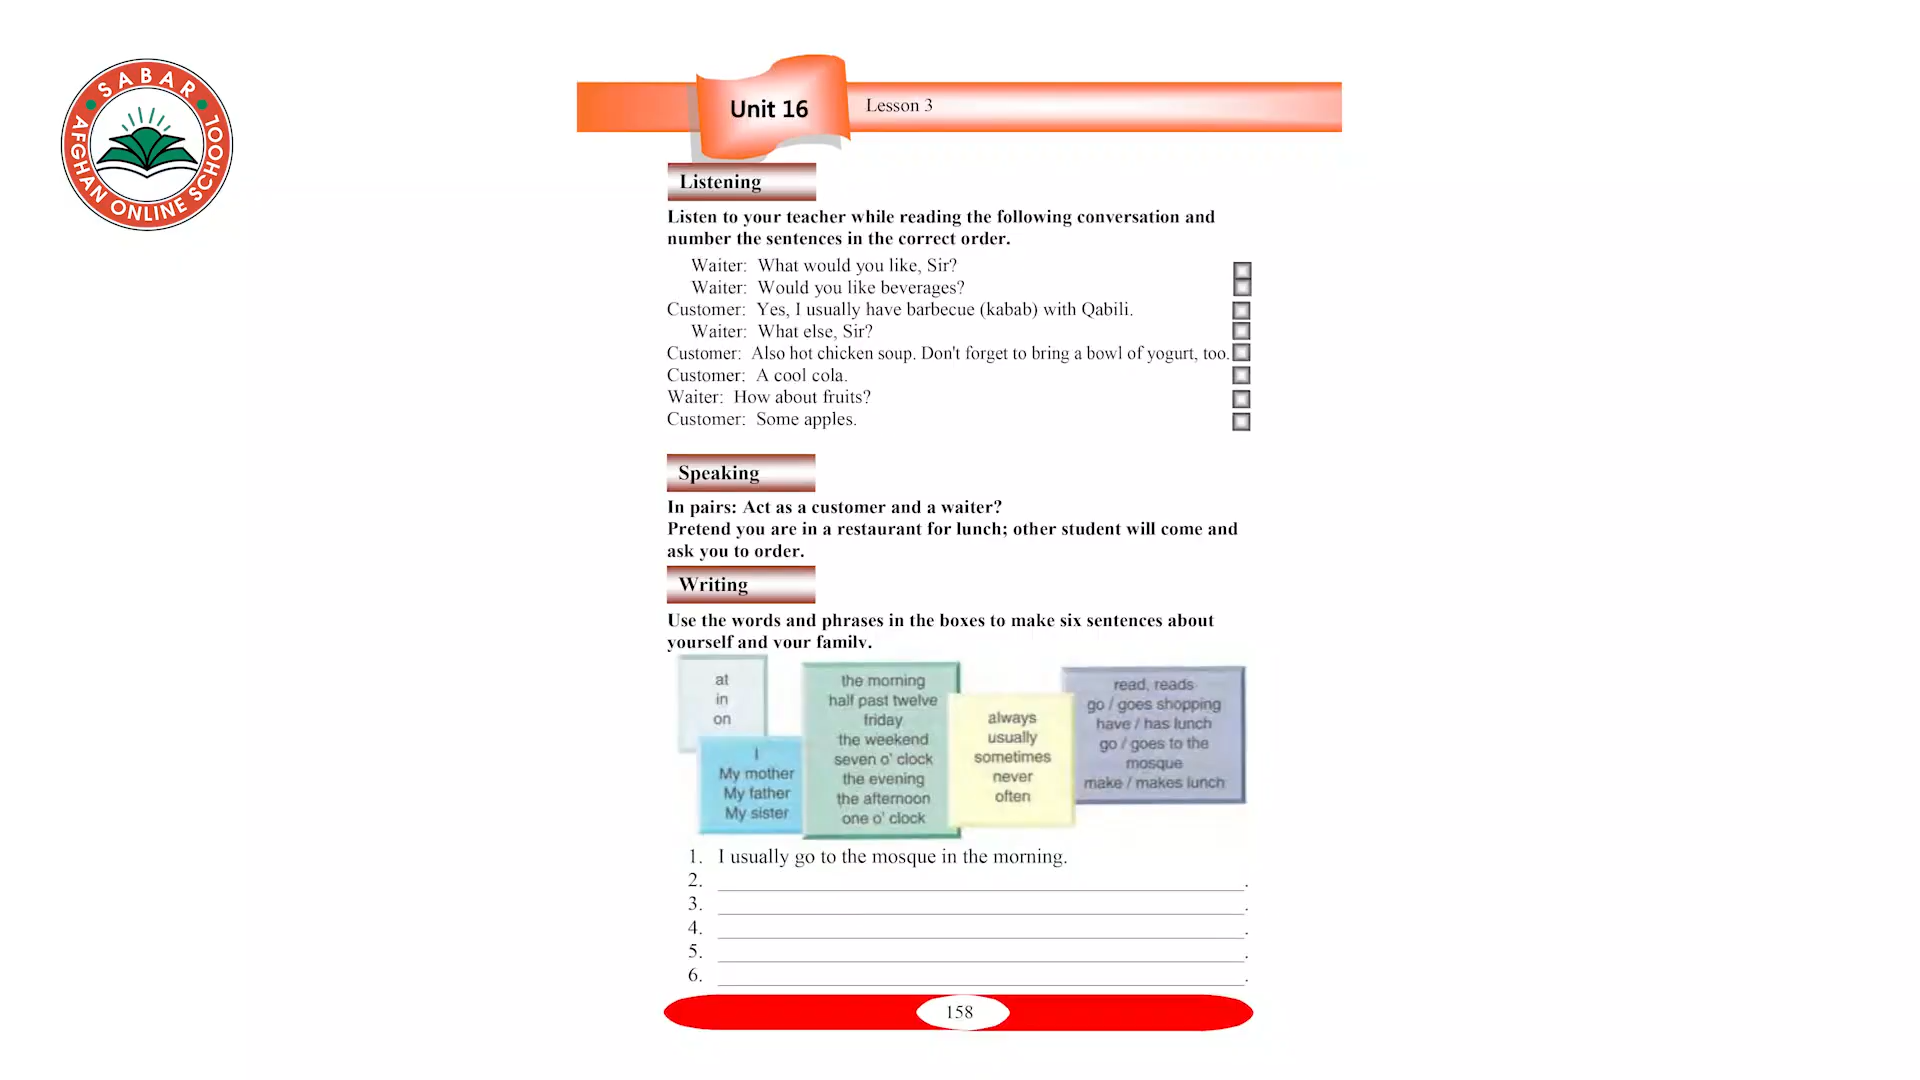 SABAR
AFGHAN ONLINE SCHOOL
Unit 16
Lesson 3
Listening
Listen to your teacher while reading the following conversation and
number the sentences in the correct order.
Waiter: What would you like, Sir?
Waiter: Would you like beverages?
Customer: Yes, I usually have barbecue (kabab) with Qabili.
Waiter: What else, Sir?
Customer: Also hot chicken soup. Don't forget to bring a bowl of yogurt, too.
Customer: A cool cola.
Waiter: How about fruits?
Customer: Some apples.
Speaking
In pairs: Act as a customer and a waiter?
Pretend you are in a restaurant for lunch; other student will come and
ask you to order.
Writing
Use the words and phrases in the boxes to make six sentences about
yourself and your family.
at
in
on
I
My mother
My father
My sister
the morning
half past twelve
friday
the weekend
seven o' clock
the evening
the afternoon
one o' clock
always
usually
sometimes
never
often
read, reads
go / goes shopping
have / has lunch
go / goes to the
mosque
make / makes lunch
1. I usually go to the mosque in the morning.
2. .
3. .
4. .
5. .
6. .
158